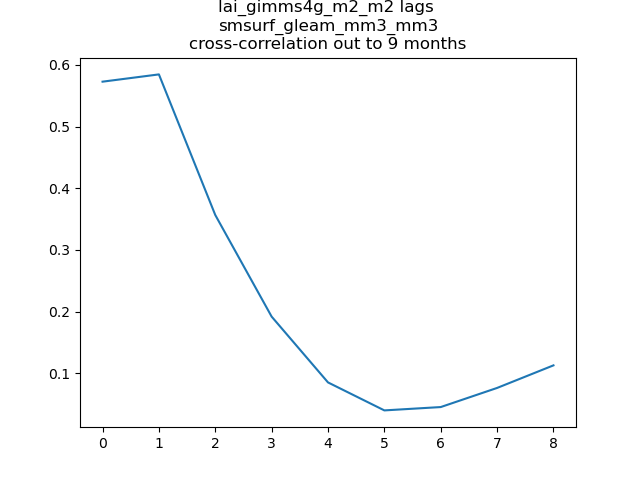 lai_gimms4g_m2_m2 lags
smsurf_gleam_mm3_mm3
cross-correlation out to 9 months
0.6
0.5
0.4
0.3
0.2
0.1
0 1 2 3 4 5 6 7 8